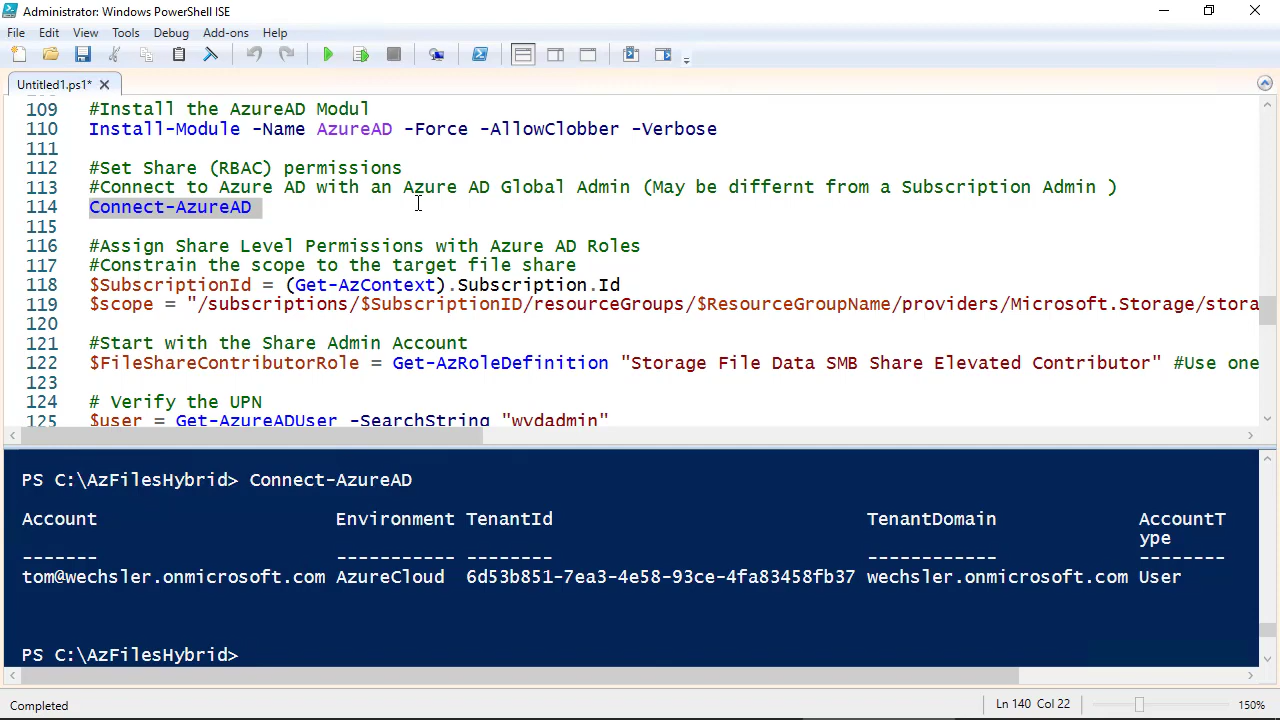 Administrator: Windows PowerShell ISE
File Edit View Tools Debug Add-ons Help
Untitled1.ps1*
109 #Install the AzureAD Modul
110 Install-Module -Name AzureAD -Force -AllowClobber -Verbose
111
112 #Set Share (RBAC) permissions
113 #Connect to Azure AD with an Azure AD Global Admin (May be differnt from a Subscription Admin )
114 Connect-AzureAD
115
116 #Assign Share Level Permissions with Azure AD Roles
117 #Constrain the scope to the target file share
118 $SubscriptionId = (Get-AzContext).Subscription.Id
119 $scope = "/subscriptions/$SubscriptionID/resourceGroups/$ResourceGroupName/providers/Microsoft.Storage/stora
120
121 #Start with the Share Admin Account
122 $FileShareContributorRole = Get-AzRoleDefinition "Storage File Data SMB Share Elevated Contributor" #Use one
123
124 # Verify the UPN
125 $user = Get-AzureADUser -SearchString "wvdadmin"
PS C:\AzFilesHybrid> Connect-AzureAD
Account Environment TenantId TenantDomain AccountT
ype
------- ----------- -------- ------------ --------
tom@wechsler.onmicrosoft.com AzureCloud 6d53b851-7ea3-4e58-93ce-4fa83458fb37 wechsler.onmicrosoft.com User
PS C:\AzFilesHybrid>
Completed Ln 140 Col 22 150%